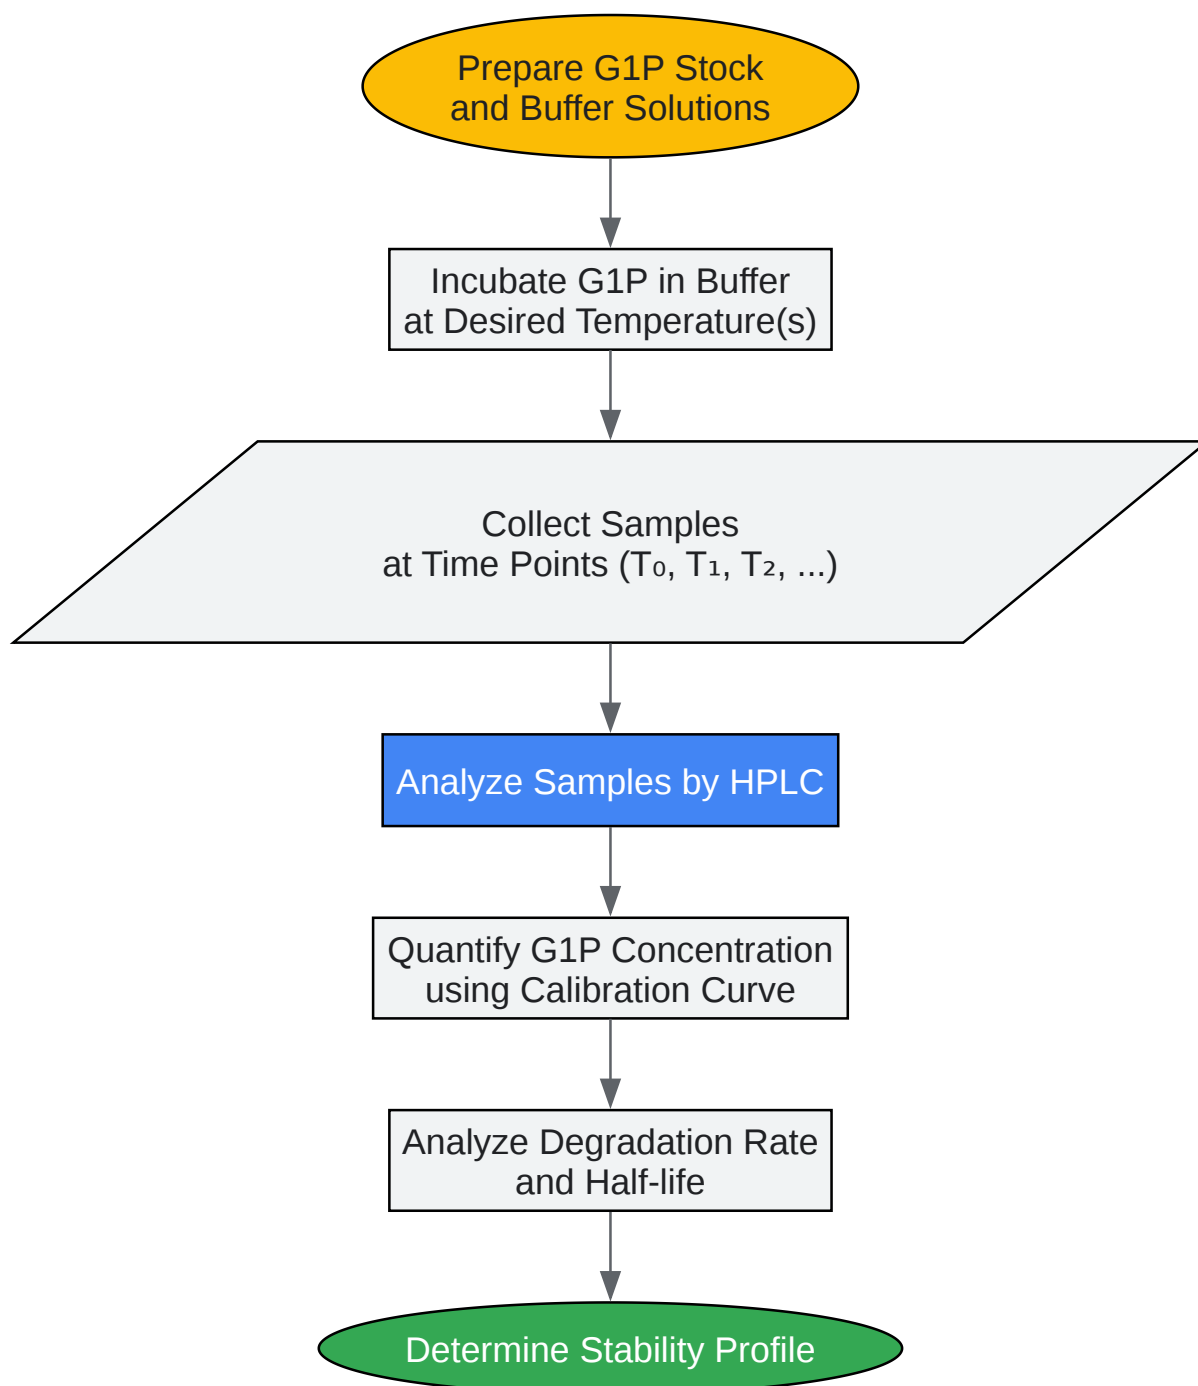 Prepare G1P Stock
and Buffer Solutions
Incubate G1P in Buffer
at Desired Temperature(s)
Collect Samples
at Time Points (T₀, T₁, T₂, ...)
Analyze Samples by HPLC
Quantify G1P Concentration
using Calibration Curve
Analyze Degradation Rate
and Half-life
Determine Stability Profile